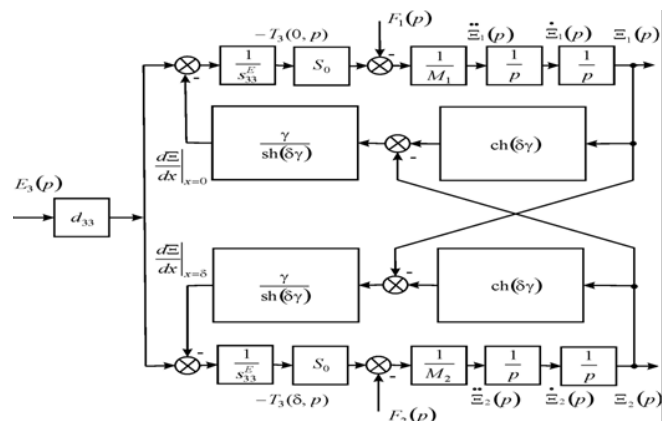 −T₃(0, p)
F₁(p)
Ξ̈₁(p)
Ξ̇₁(p)
Ξ₁(p)
1/s₃₃ᴱ
S₀
1/M₁
1/p
1/p
γ/sh(δγ)
ch(δγ)
dΞ/dx|ₓ₌₀
E₃(p)
d₃₃
dΞ/dx|ₓ₌δ
γ/sh(δγ)
ch(δγ)
1/s₃₃ᴱ
S₀
1/M₂
1/p
1/p
−T₃(δ, p)
F₂(p)
Ξ̈₂(p)
Ξ̇₂(p)
Ξ₂(p)